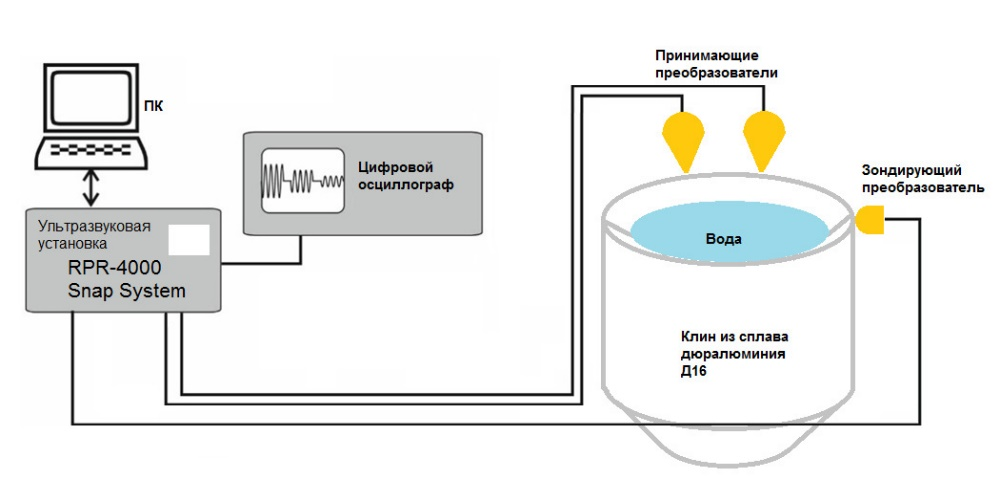 Принимающие
преобразователи
ПК
Цифровой
осциллограф
Зондирующий
преобразователь
Ультразвуковая
установка
RPR-4000
Snap System
Вода
Клин из сплава
дюралюминия
Д16